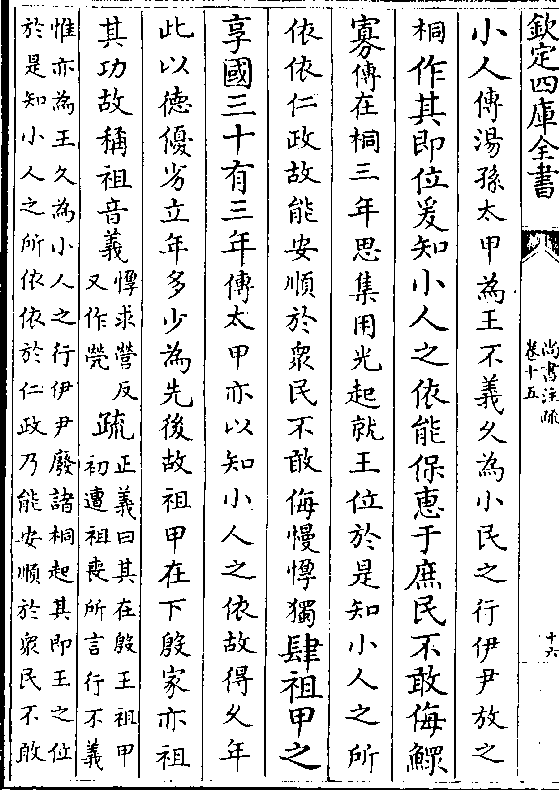 欽定四庫全書
尚書注疏
卷十五
十六
小人傳湯孫太甲為王不義久為小民之行伊尹放之
桐作其即位爰知小人之依能保惠于庶民不敢侮鰥
寡傳在桐三年思集用光起就王位於是知小人之所
依依仁政故能安順於衆民不敢侮慢惸獨肆祖甲之
享國三十有三年傳太甲亦以知小人之依故得久年
此以德優劣立年多少為先後故祖甲在下殷家亦祖
其功故稱祖音義
惸求營反
又作煢
疏
正義曰其在殷王祖甲
初遭祖喪所言行不義
惟亦為王久為小人之行伊尹廢諸桐起其即王之位
於是知小人之所依依於仁政乃能安順於衆民不敢